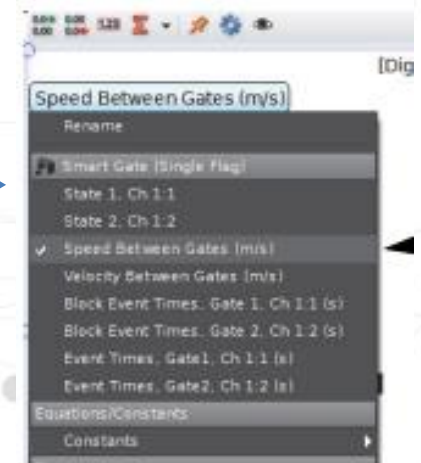 [Dig
Speed Between Gates (m/s)
Rename
Smart Gate (Single Flag)
State 1, Ch 1:1
State 2, Ch 1:2
Speed Between Gates (m/s)
Velocity Between Gates (m/s)
Block Event Times, Gate 1, Ch 1:1 (s)
Block Event Times, Gate 2, Ch 1:2 (s)
Event Times, Gate1, Ch 1:1 (s)
Event Times, Gate2, Ch 1:2 (s)
Equations/Constants
Constants